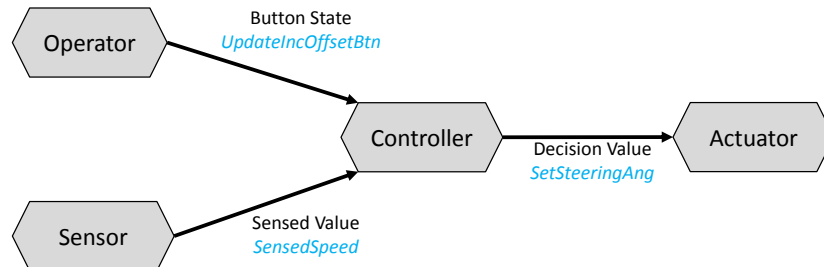 Button State
UpdateIncOffsetBtn
Operator
Controller
Actuator
Decision Value
SetSteeringAng
Sensed Value
SensedSpeed
Sensor